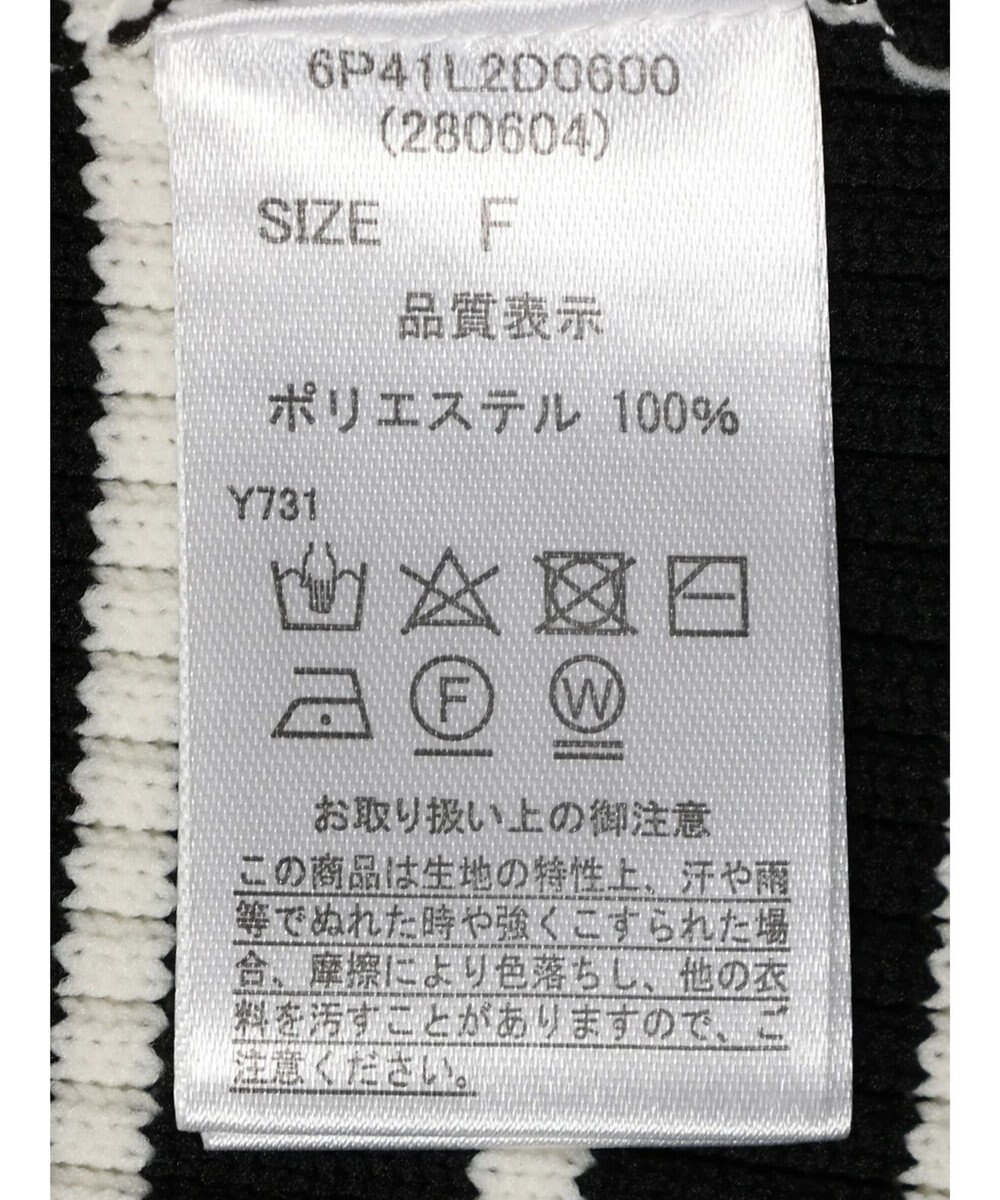 6P41L2D0600
(280604)
SIZE F
品質表示
ポリエステル 100%
Y731
F W
お取り扱い上の御注意
この商品は生地の特性上、汗や雨
等でぬれた時や強くこすられた場
合、摩擦により色落ちし、他の衣
料を汚すことがありますので、ご
注意ください。